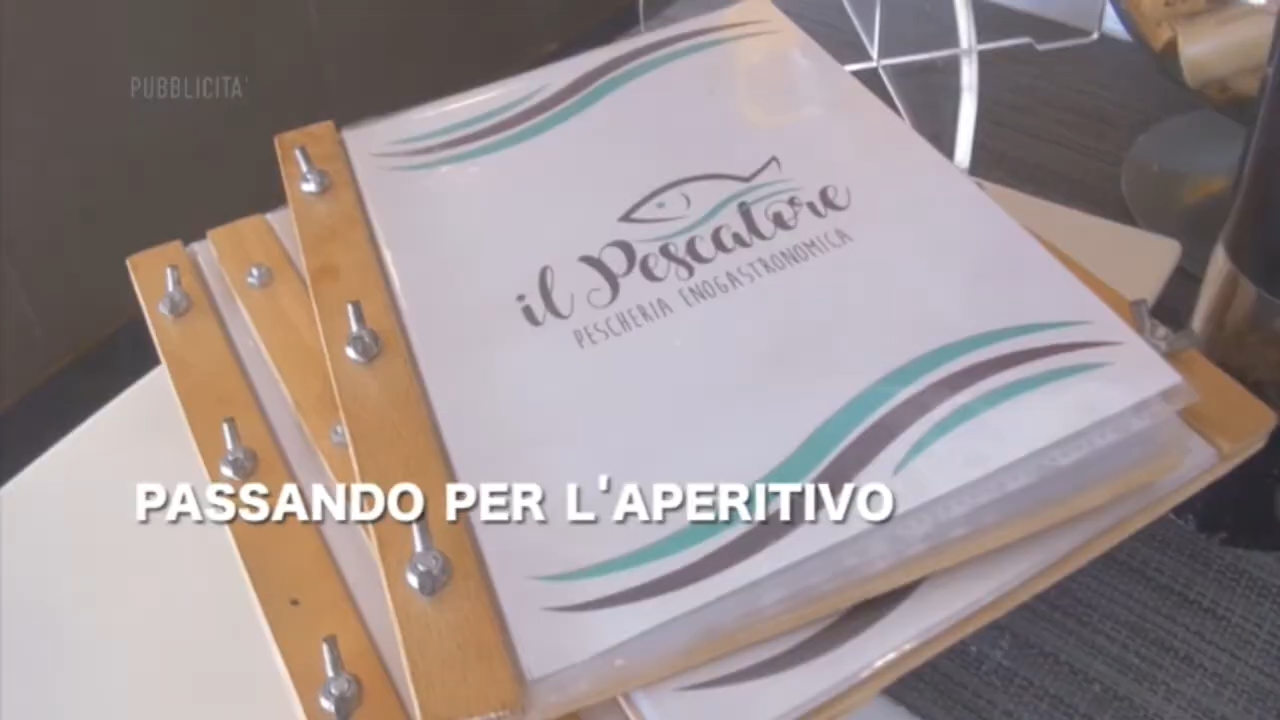 PUBBLICITA'
il Pescatore
PESCHERIA ENOGASTRONOMICA
PASSANDO PER L'APERITIVO